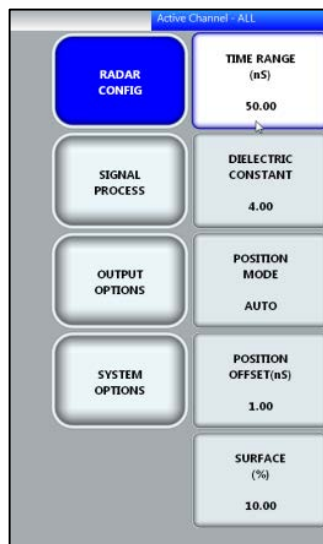 Active Channel - ALL
RADAR
CONFIG
TIME RANGE
(nS)
50.00
SIGNAL
PROCESS
DIELECTRIC
CONSTANT
4.00
OUTPUT
OPTIONS
POSITION
MODE
AUTO
SYSTEM
OPTIONS
POSITION
OFFSET(nS)
1.00
SURFACE
(%)
10.00